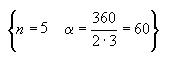 {n = 5   α = 360 / (2 · 3) = 60}